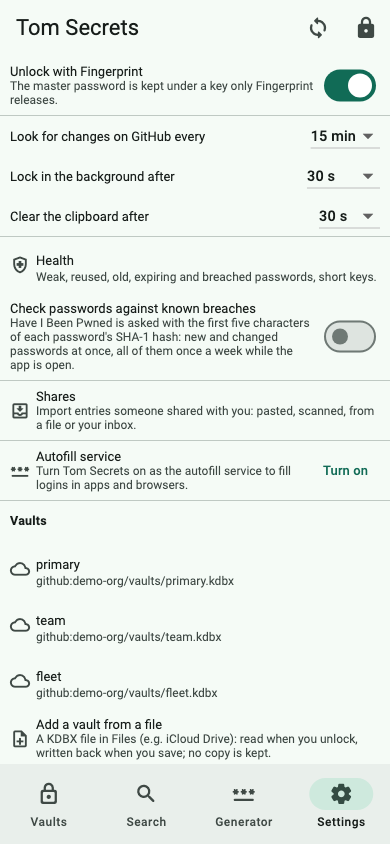 Tom Secrets
Unlock with Fingerprint
The master password is kept under a key only Fingerprint
releases.
Look for changes on GitHub every
15 min
Lock in the background after
30 s
Clear the clipboard after
30 s
Health
Weak, reused, old, expiring and breached passwords, short keys.
Check passwords against known breaches
Have I Been Pwned is asked with the first five characters
of each password's SHA-1 hash: new and changed
passwords at once, all of them once a week while the
app is open.
Shares
Import entries someone shared with you: pasted, scanned, from
a file or your inbox.
Autofill service
Turn Tom Secrets on as the autofill service to fill
logins in apps and browsers.
Turn on
Vaults
primary
github:demo-org/vaults/primary.kdbx
team
github:demo-org/vaults/team.kdbx
fleet
github:demo-org/vaults/fleet.kdbx
Add a vault from a file
A KDBX file in Files (e.g. iCloud Drive): read when you unlock,
written back when you save; no copy is kept.
Vaults
Search
Generator
Settings